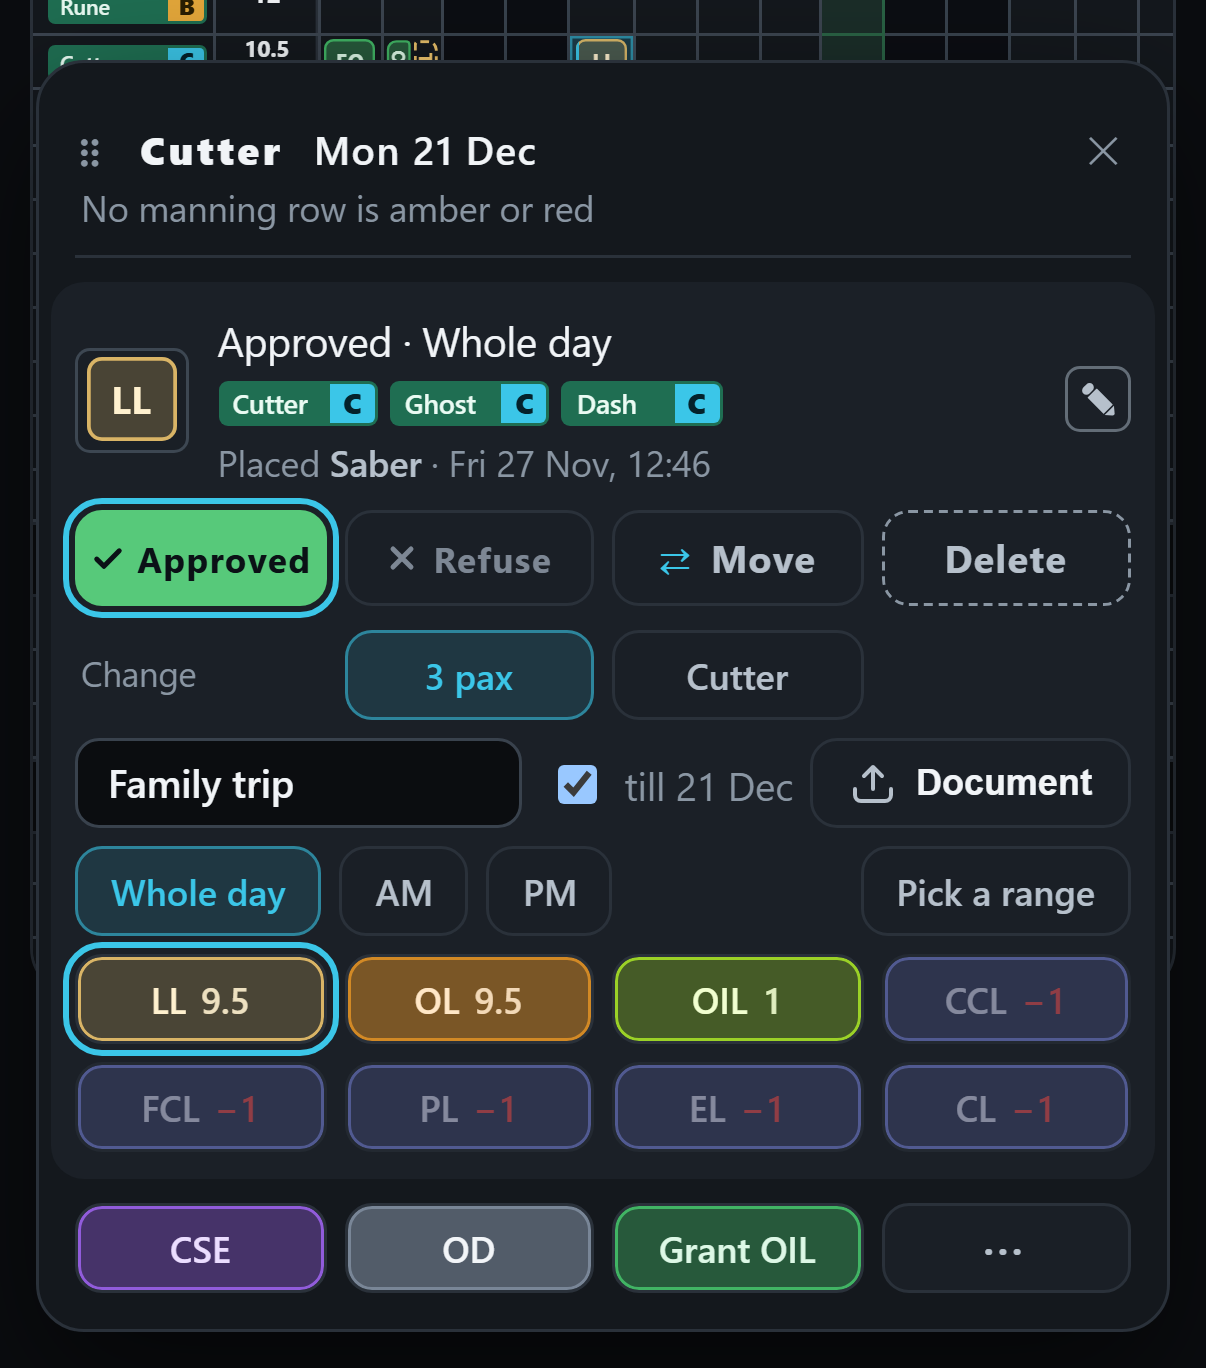 Rune B
10.5
Cutter Mon 21 Dec
No manning row is amber or red
LL
Approved · Whole day
Cutter C Ghost C Dash C
Placed Saber · Fri 27 Nov, 12:46
Approved Refuse Move Delete
Change 3 pax Cutter
Family trip till 21 Dec Document
Whole day AM PM Pick a range
LL 9.5 OL 9.5 OIL 1 CCL −1
FCL −1 PL −1 EL −1 CL −1
CSE OD Grant OIL ...